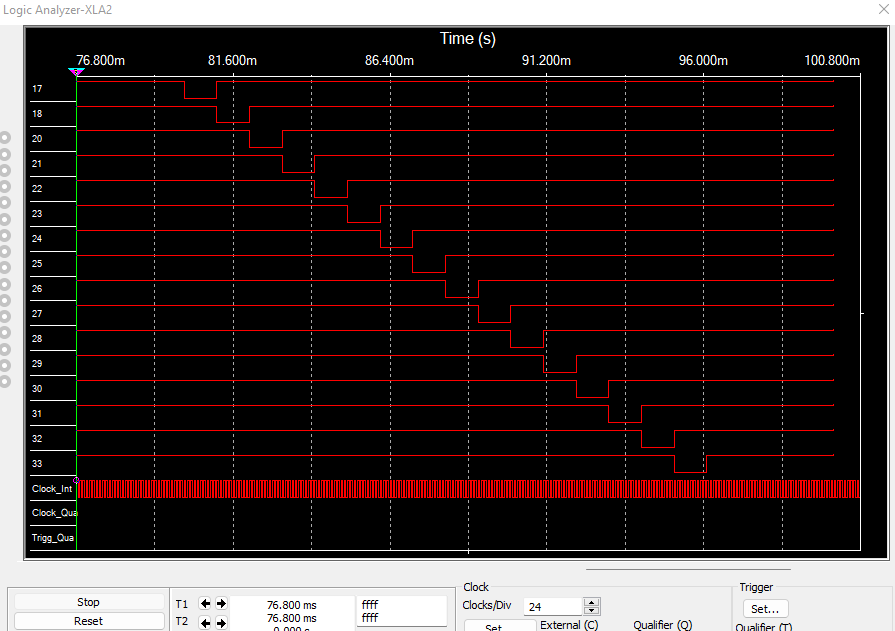 Logic Analyzer-XLA2
Time (s)
76.800m 81.600m 86.400m 91.200m 96.000m 100.800m
17
18
20
21
22
23
24
25
26
27
28
29
30
31
32
33
Clock_Int
Clock_Qua
Trigg_Qua
Stop
Reset
T1 76.800 ms ffff
T2 76.800 ms ffff
0.000 s
Clock
Clocks/Div 24
Set...
External (C)
Qualifier (Q)
Trigger
Set...
Qualifier (T)